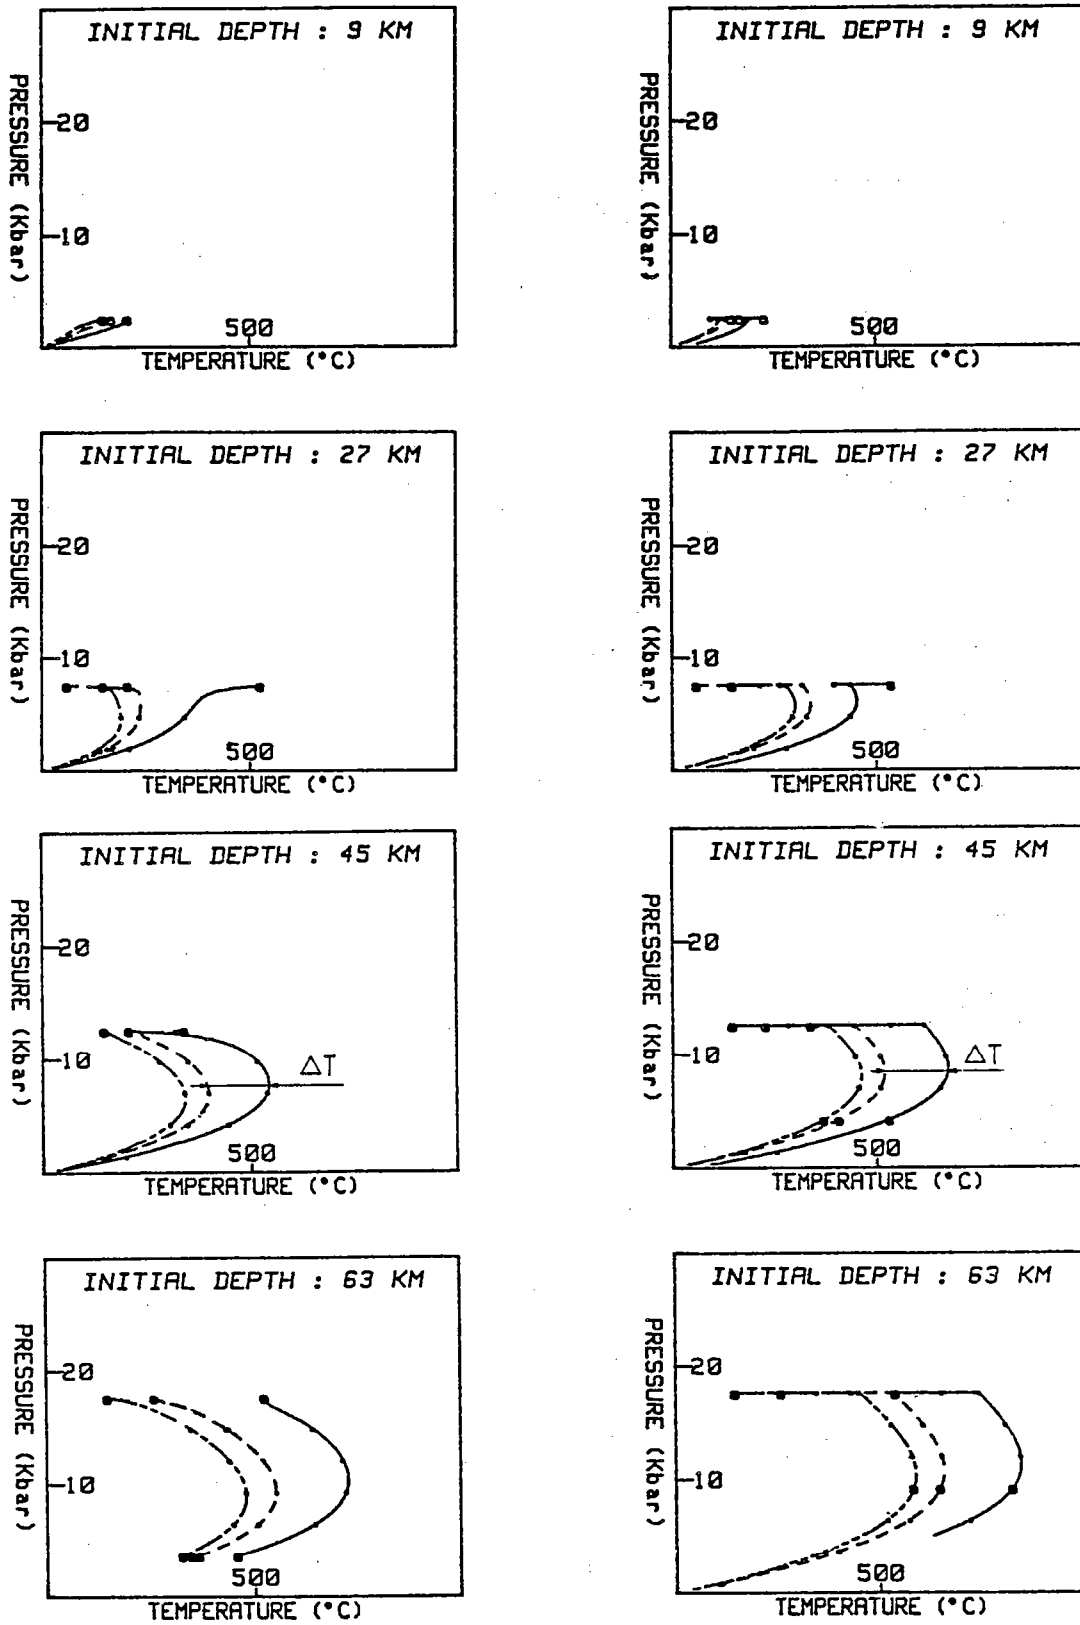 INITIAL DEPTH : 9 KM
PRESSURE (Kbar)
20
10
500
TEMPERATURE (°C)
INITIAL DEPTH : 9 KM
PRESSURE (Kbar)
20
10
500
TEMPERATURE (°C)
INITIAL DEPTH : 27 KM
PRESSURE (Kbar)
20
10
500
TEMPERATURE (°C)
INITIAL DEPTH : 27 KM
PRESSURE (Kbar)
20
10
500
TEMPERATURE (°C)
INITIAL DEPTH : 45 KM
PRESSURE (Kbar)
20
10
ΔT
500
TEMPERATURE (°C)
INITIAL DEPTH : 45 KM
PRESSURE (Kbar)
20
10
ΔT
500
TEMPERATURE (°C)
INITIAL DEPTH : 63 KM
PRESSURE (Kbar)
20
10
500
TEMPERATURE (°C)
INITIAL DEPTH : 63 KM
PRESSURE (Kbar)
20
10
500
TEMPERATURE (°C)